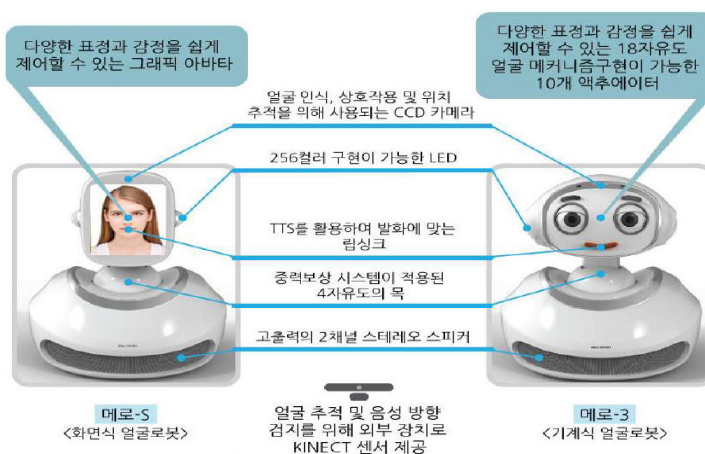 다양한 표정과 감정을 쉽게
제어할 수 있는 그래픽 아바타
다양한 표정과 감정을 쉽게
제어할 수 있는 18자유도
얼굴 메커니즘구현이 가능한
10개 액추에이터
얼굴 인식, 상호작용 및 위치
추적을 위해 사용되는 CCD 카메라
256컬러 구현이 가능한 LED
TTS를 활용하여 발화에 맞는
립싱크
중력보상 시스템이 적용된
4자유도의 목
고출력의 2채널 스테레오 스피커
메로-S
<화면식 얼굴로봇>
얼굴 추적 및 음성 방향
검지를 위해 외부 장치로
KINECT 센서 제공
메로-3
<기계식 얼굴로봇>